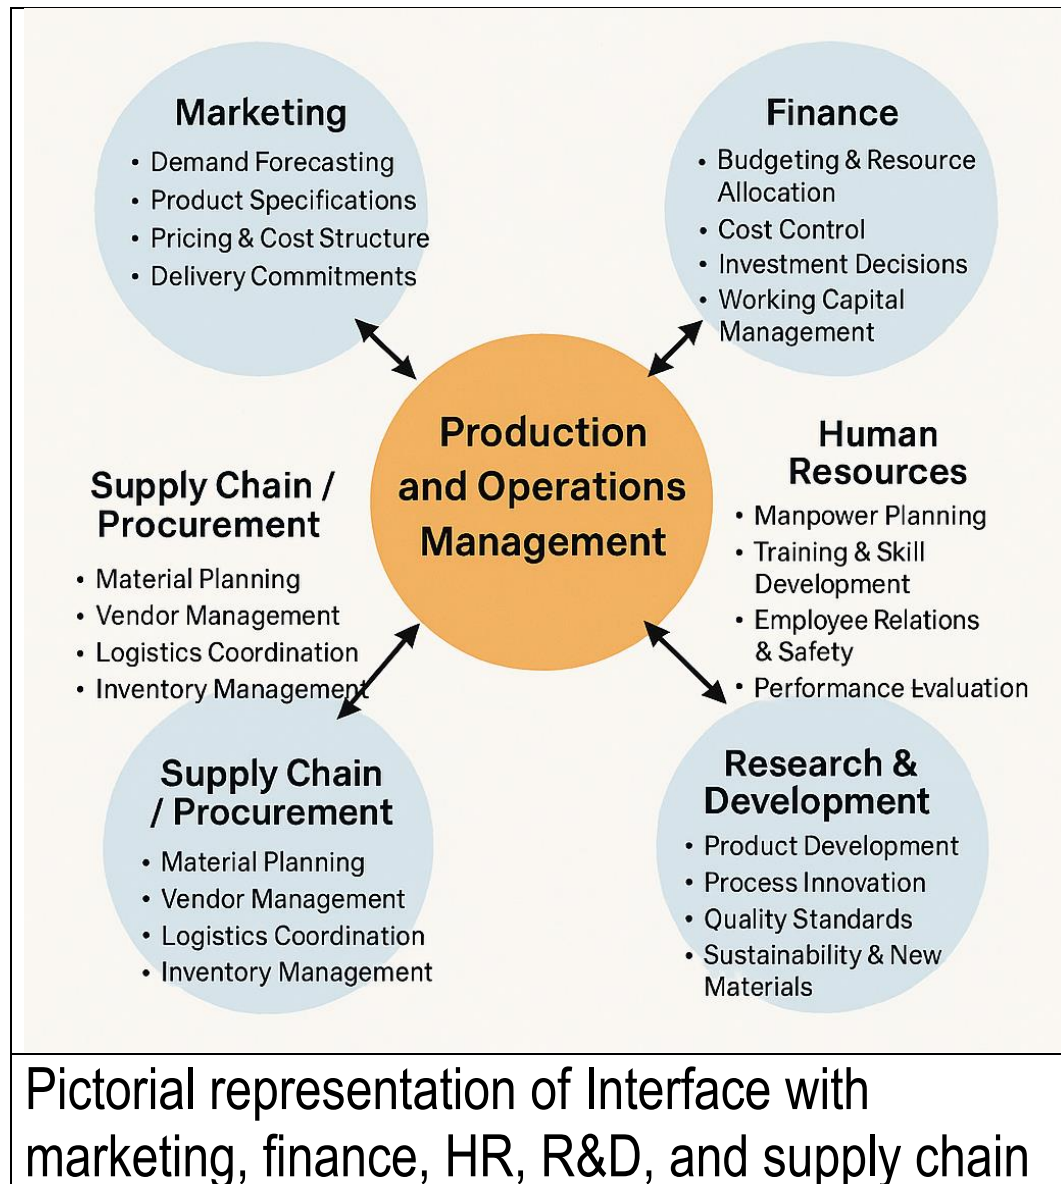 Marketing
• Demand Forecasting
• Product Specifications
• Pricing & Cost Structure
• Delivery Commitments
Finance
• Budgeting & Resource
Allocation
• Cost Control
• Investment Decisions
• Working Capital
Management
Production
and Operations
Management
Supply Chain /
Procurement
• Material Planning
• Vendor Management
• Logistics Coordination
• Inventory Management
Human
Resources
• Manpower Planning
• Training & Skill
Development
• Employee Relations
& Safety
• Performance Evaluation
Supply Chain
/ Procurement
• Material Planning
• Vendor Management
• Logistics Coordination
• Inventory Management
Research &
Development
• Product Development
• Process Innovation
• Quality Standards
• Sustainability & New
Materials
Pictorial representation of Interface with
marketing, finance, HR, R&D, and supply chain